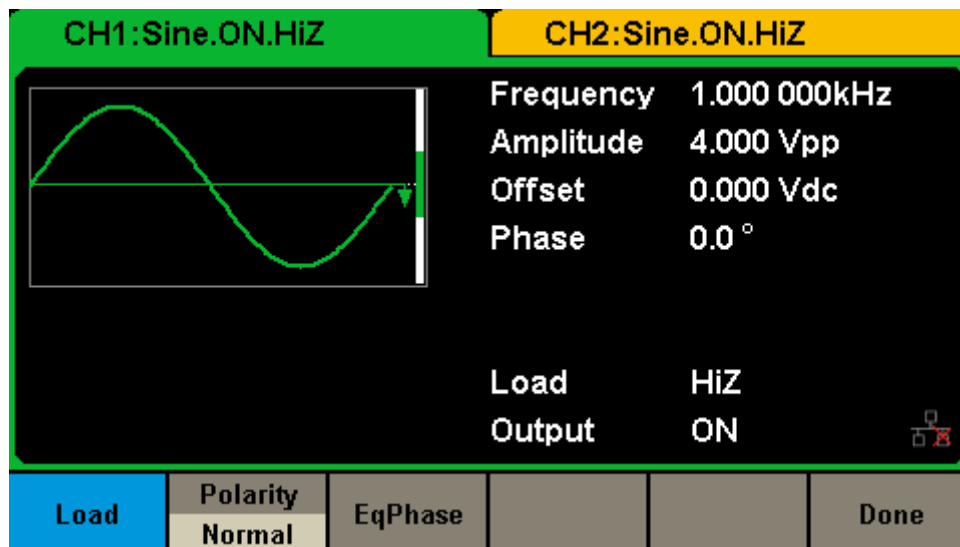 CH1:Sine.ON.HiZ
CH2:Sine.ON.HiZ
Frequency 1.000 000kHz
Amplitude 4.000 Vpp
Offset 0.000 Vdc
Phase 0.0 °
Load HiZ
Output ON
Load
Polarity
Normal
EqPhase
Done